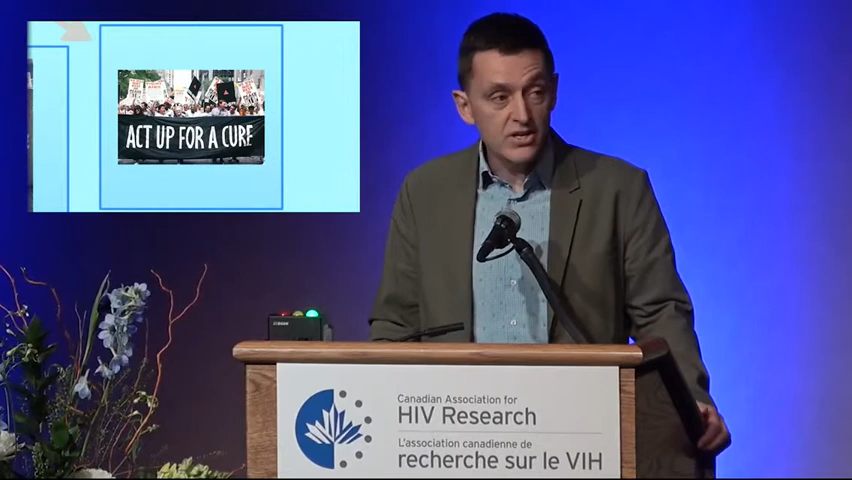 ACT UP FOR A CURE
Canadian Association for
HIV Research
L'association canadienne de
recherche sur le VIH